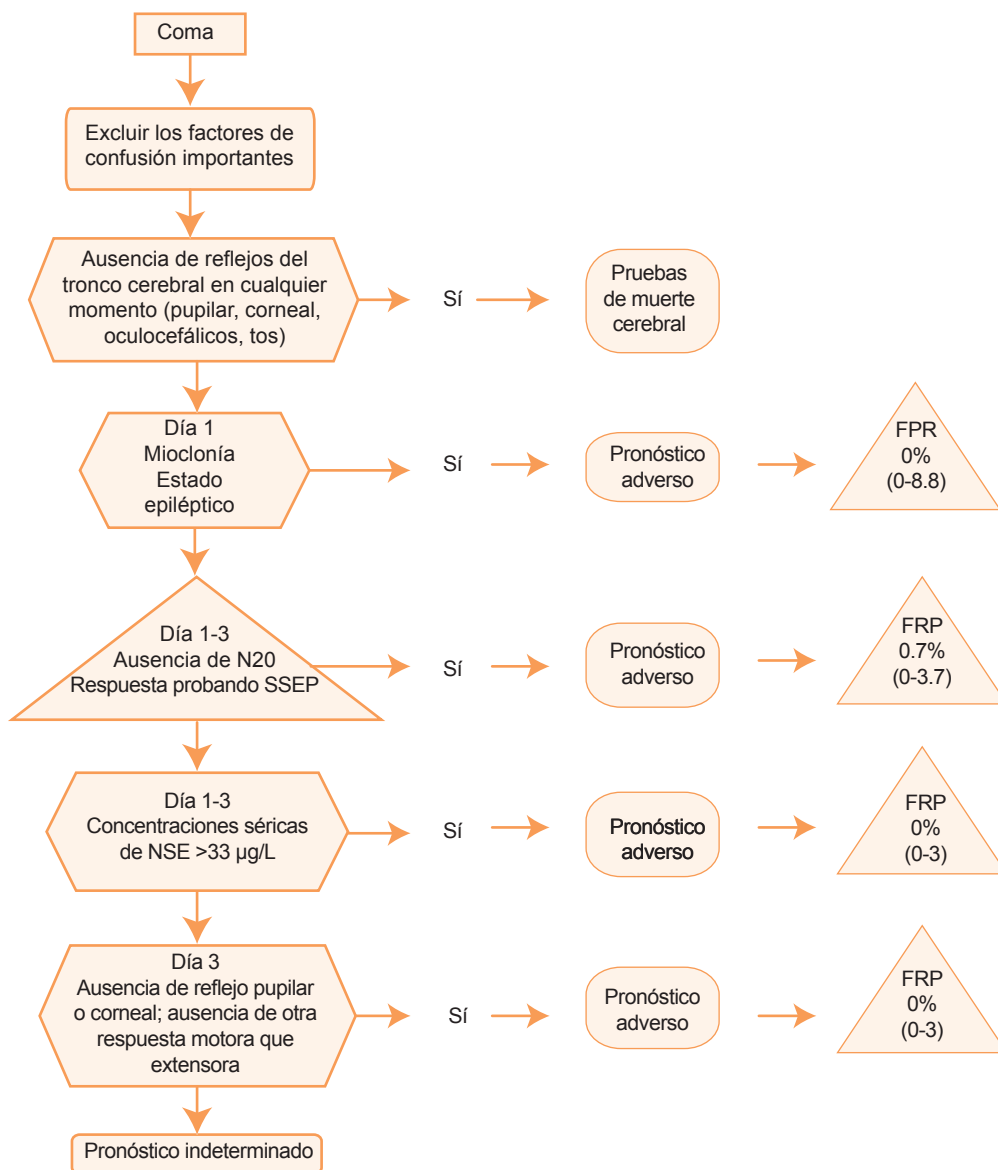 Coma
Excluir los factores de
confusión importantes
Ausencia de reflejos del
tronco cerebral en cualquier
momento (pupilar, corneal,
oculocefálicos, tos)
Sí
Pruebas
de muerte
cerebral
Día 1
Mioclonía
Estado
epiléptico
Sí
Pronóstico
adverso
FPR
0%
(0-8.8)
Día 1-3
Ausencia de N20
Respuesta probando SSEP
Sí
Pronóstico
adverso
FRP
0.7%
(0-3.7)
Día 1-3
Concentraciones séricas
de NSE >33 µg/L
Sí
Pronóstico
adverso
FRP
0%
(0-3)
Día 3
Ausencia de reflejo pupilar
o corneal; ausencia de otra
respuesta motora que
extensora
Sí
Pronóstico
adverso
FRP
0%
(0-3)
Pronóstico indeterminado